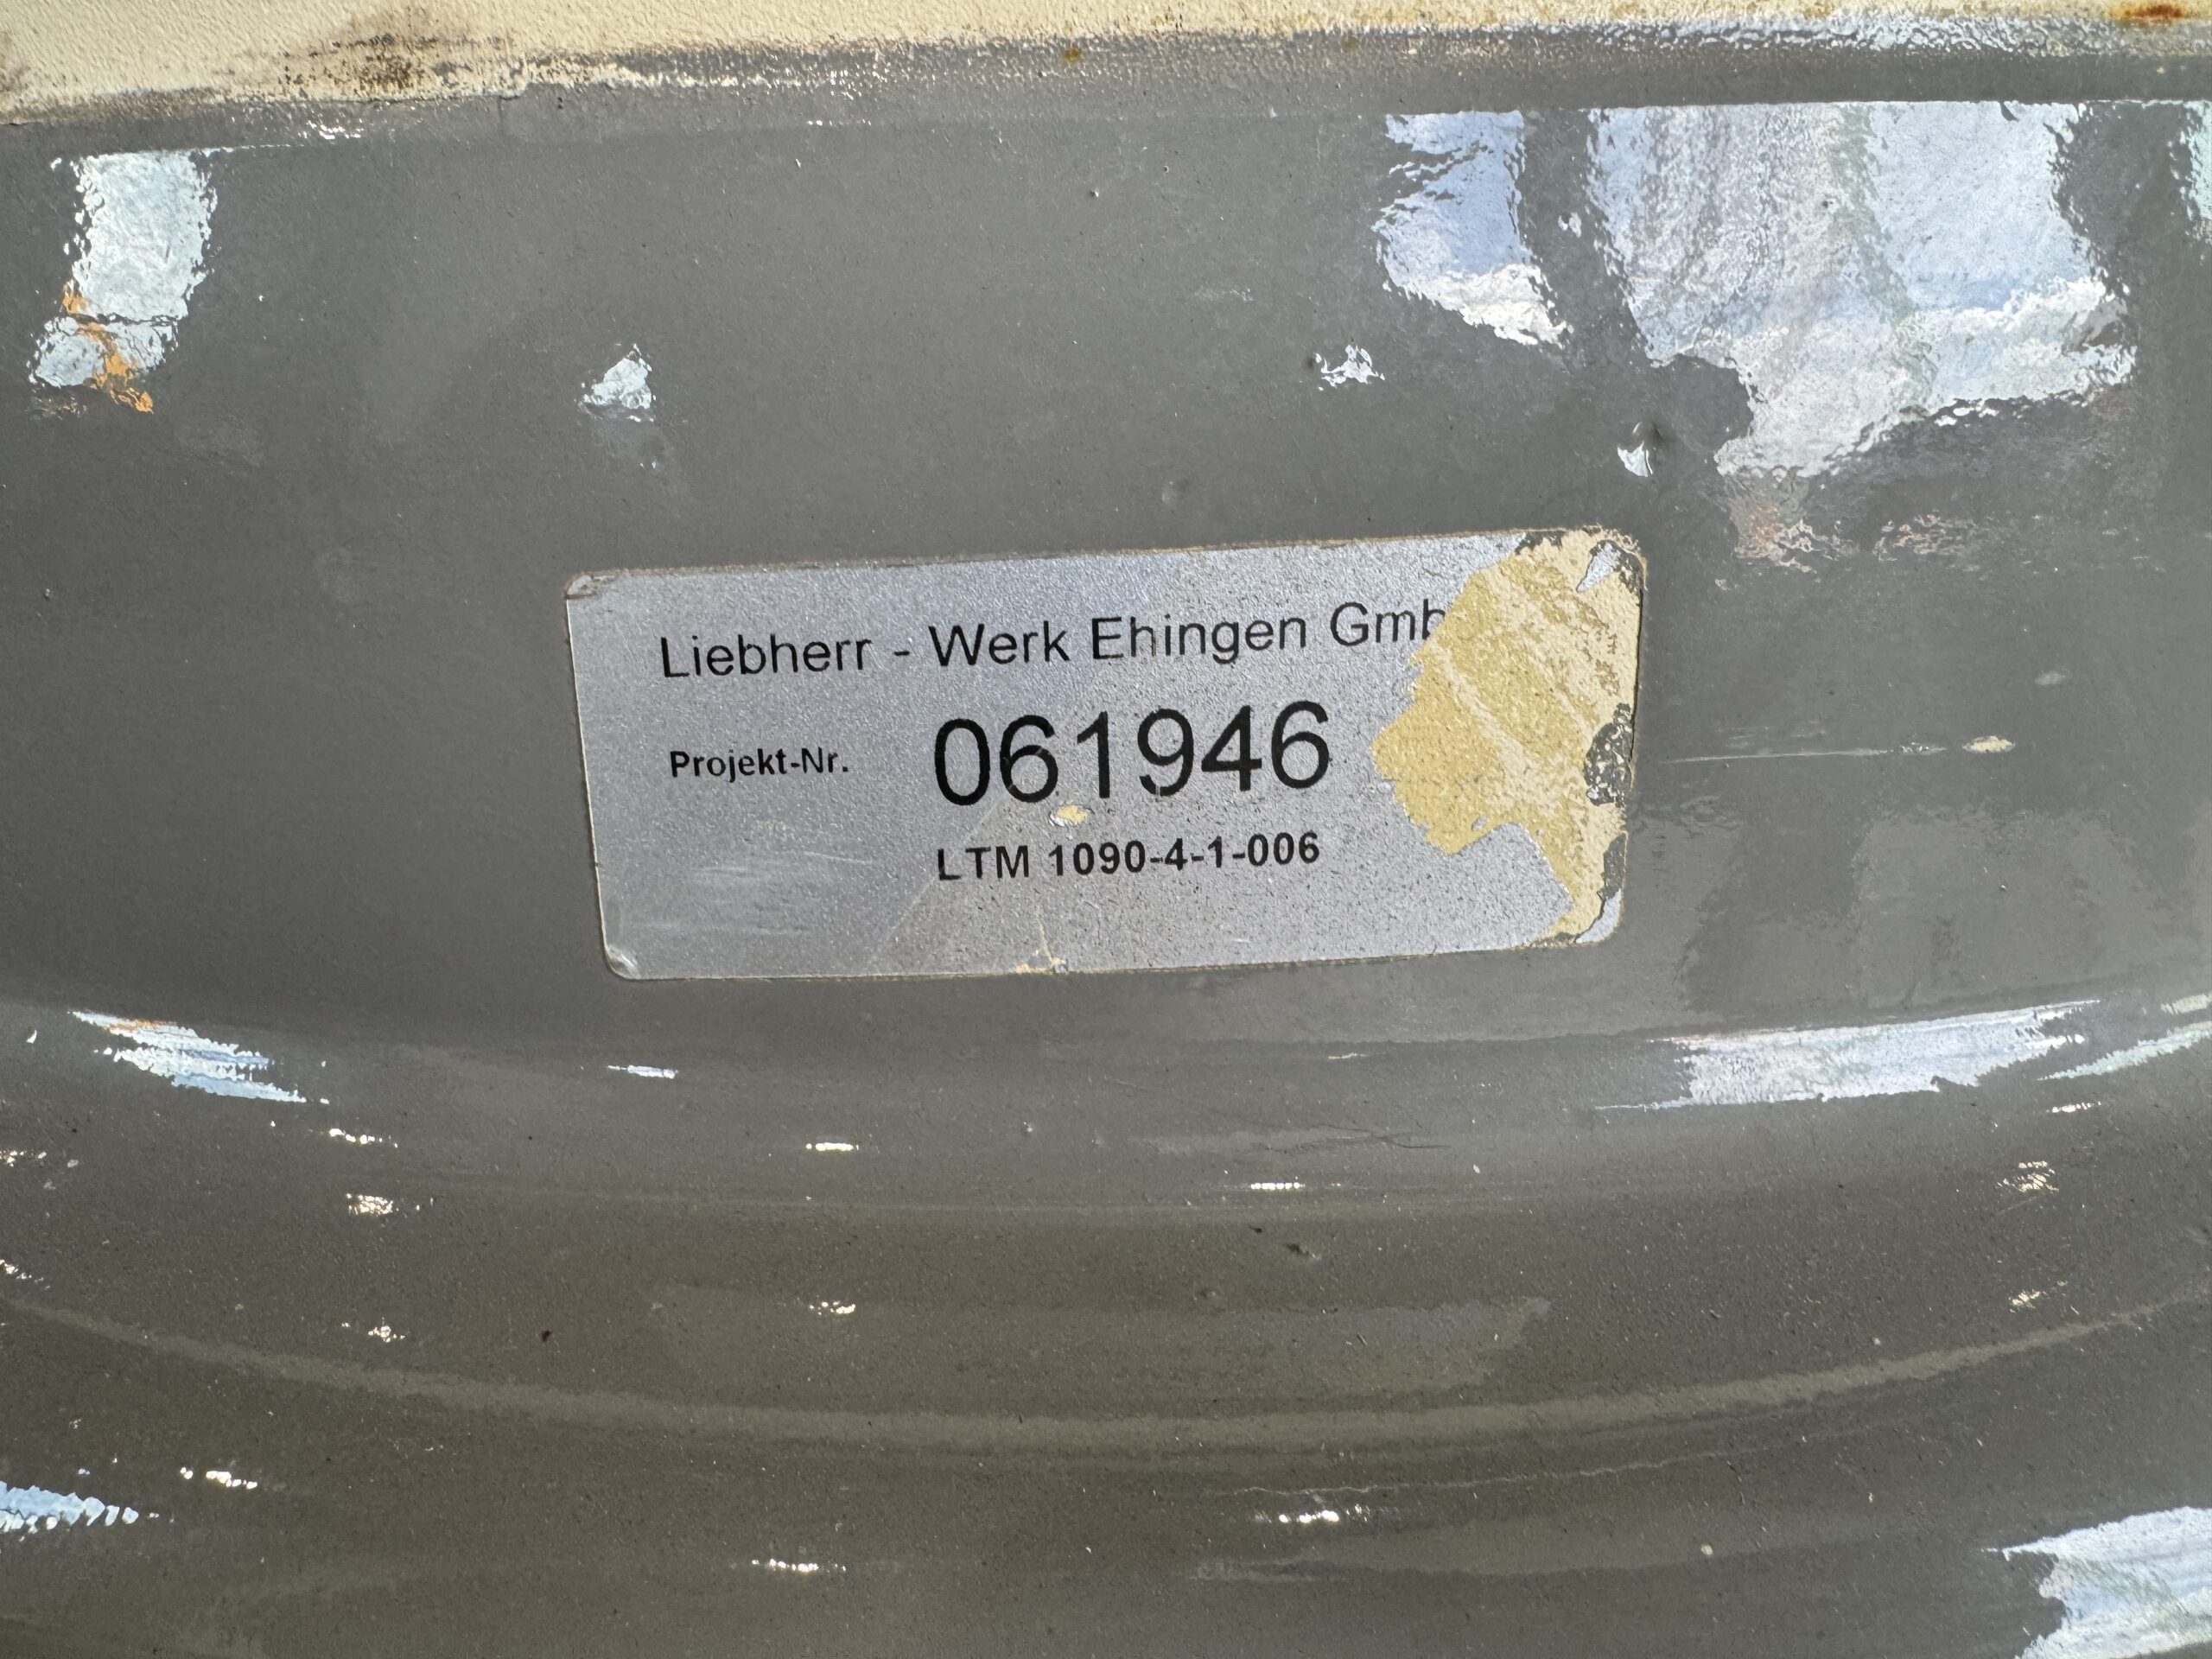 Liebherr - Werk Ehingen Gmb
Projekt-Nr. 061946
LTM 1090-4-1-006